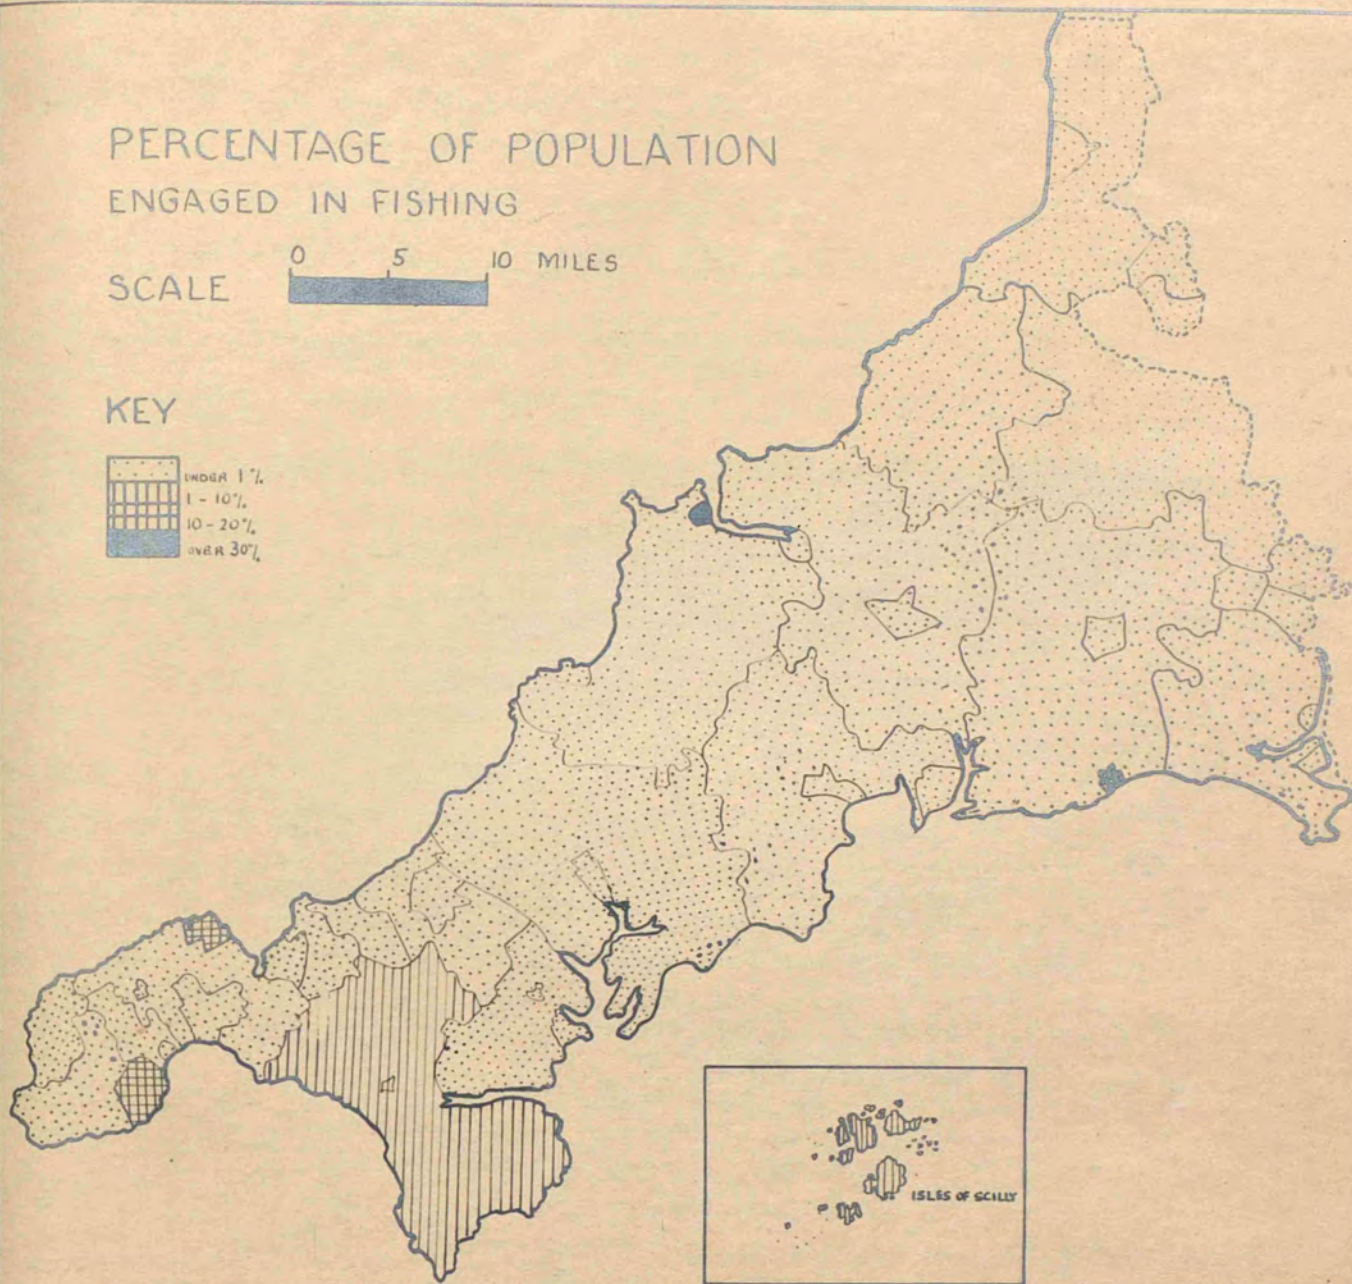 PERCENTAGE OF POPULATION
ENGAGED IN FISHING
0 5 10 MILES
SCALE
KEY
UNDER 1%
1 - 10%
10 - 20%
OVER 30%
ISLES OF SCILLY